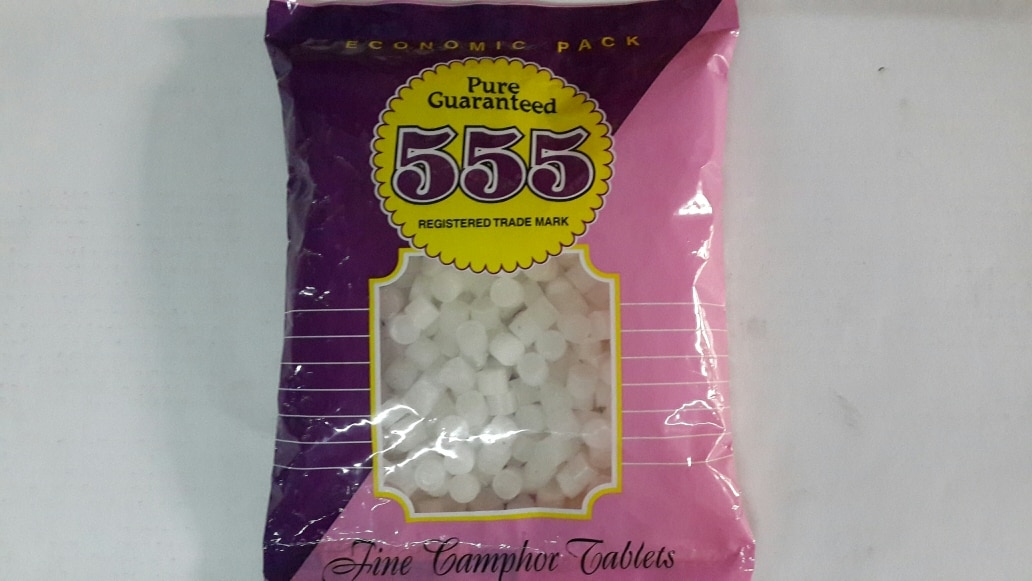 ECONOMIC PACK
Pure
Guaranteed
555
REGISTERED TRADE MARK
Fine Camphor Tablets